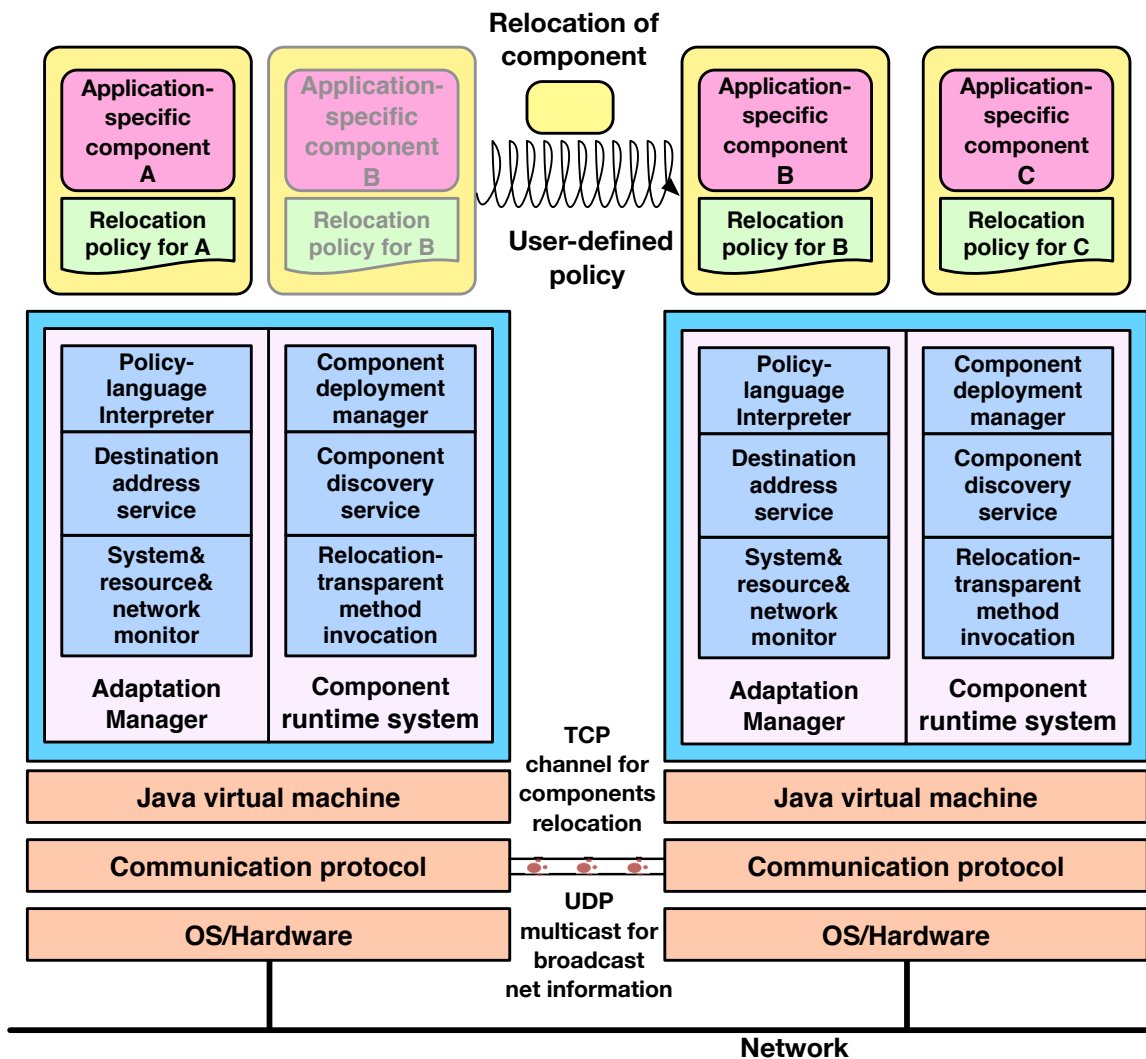 Relocation of
component
Application-
specific
component
A
Relocation
policy for A
Application-
specific
component
B
Relocation
policy for B
User-defined
policy
Application-
specific
component
B
Relocation
policy for B
Application-
specific
component
C
Relocation
policy for C
Policy-
language
Interpreter
Destination
address
service
System&
resource&
network
monitor
Adaptation
Manager
Component
deployment
manager
Component
discovery
service
Relocation-
transparent
method
invocation
Component
runtime system
Policy-
language
Interpreter
Destination
address
service
System&
resource&
network
monitor
Adaptation
Manager
Component
deployment
manager
Component
discovery
service
Relocation-
transparent
method
invocation
Component
runtime system
TCP
channel for
components
relocation
Java virtual machine
Java virtual machine
Communication protocol
Communication protocol
UDP
multicast for
broadcast
net information
OS/Hardware
OS/Hardware
Network